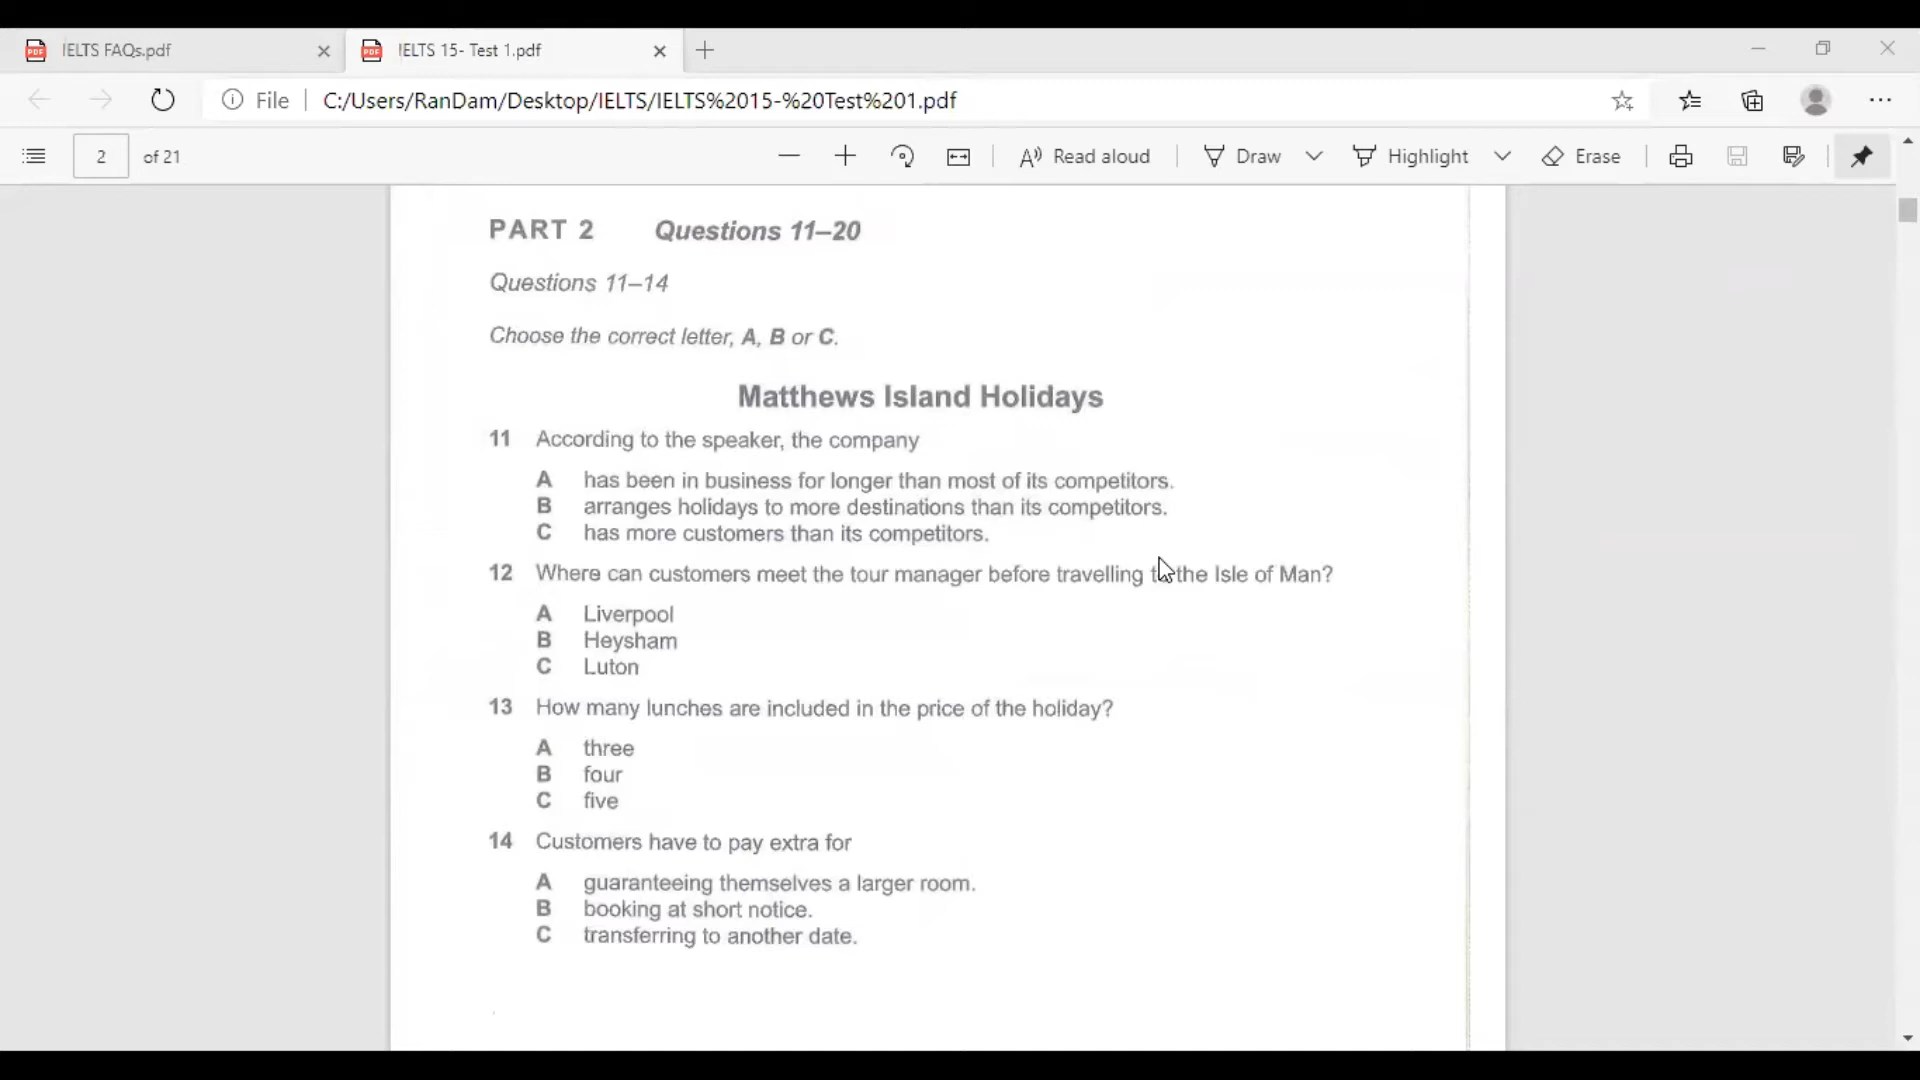 IELTS FAQs.pdf
IELTS 15- Test 1.pdf
File
C:/Users/RanDam/Desktop/IELTS/IELTS%2015-%20Test%201.pdf
2 of 21
Read aloud
Draw
Highlight
Erase
PART 2 Questions 11–20
Questions 11–14
Choose the correct letter, A, B or C.
Matthews Island Holidays
11 According to the speaker, the company
A has been in business for longer than most of its competitors.
B arranges holidays to more destinations than its competitors.
C has more customers than its competitors.
12 Where can customers meet the tour manager before travelling to the Isle of Man?
A Liverpool
B Heysham
C Luton
13 How many lunches are included in the price of the holiday?
A three
B four
C five
14 Customers have to pay extra for
A guaranteeing themselves a larger room.
B booking at short notice.
C transferring to another date.